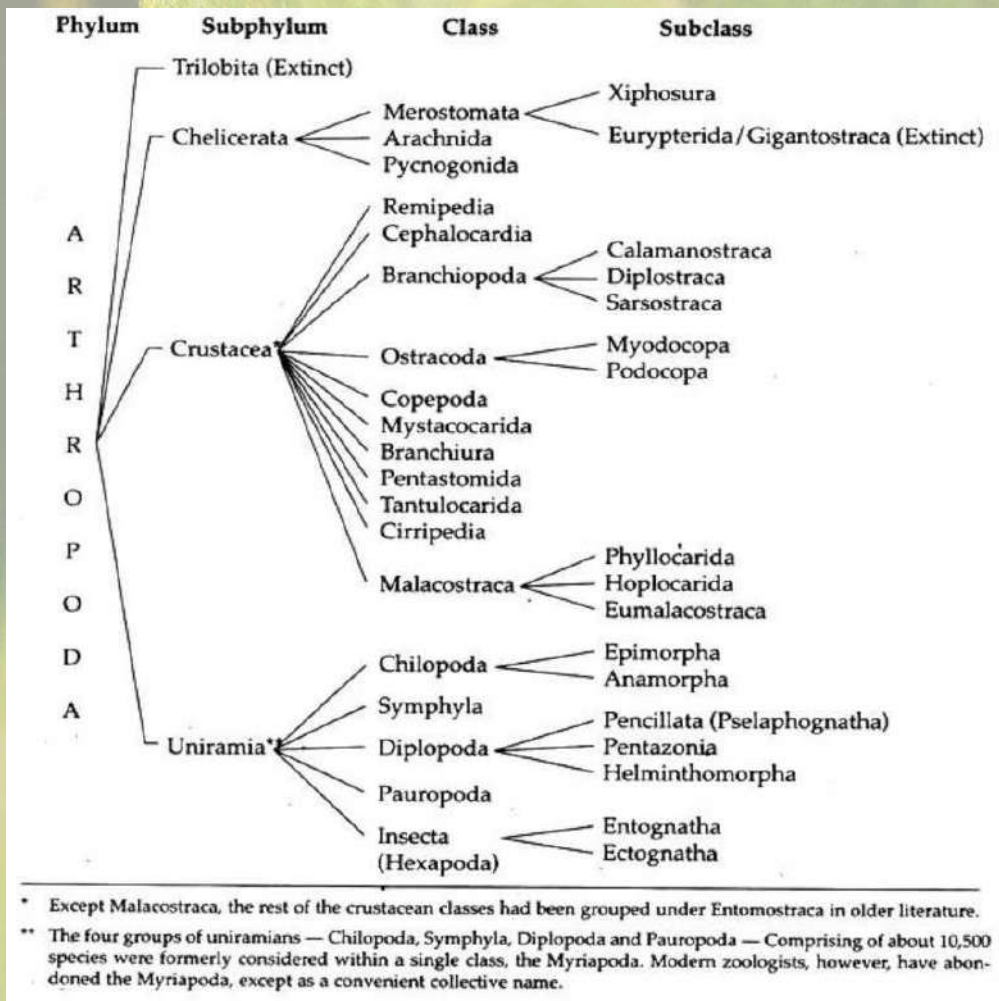 Phylum Subphylum Class Subclass
Trilobita (Extinct)
Xiphosura
Merostomata
Chelicerata Arachnida Eurypterida/Gigantostraca (Extinct)
Pycnogonida
Remipedia
A
Cephalocardia
Calamanostraca
Branchiopoda Diplostraca
R
Sarsostraca
T
Myodocopa
Crustacea* Ostracoda
Podocopa
H
Copepoda
Mystacocarida
R
Branchiura
Pentastomida
O
Tantulocarida
Cirripedia
P
Phyllocarida
Malacostraca Hoplocarida
O
Eumalacostraca
D
Chilopoda Epimorpha
Anamorpha
A
Symphyla
Pencillata (Pselaphognatha)
Uniramia** Diplopoda Pentazonia
Helminthomorpha
Pauropoda
Entognatha
Insecta
(Hexapoda) Ectognatha
* Except Malacostraca, the rest of the crustacean classes had been grouped under Entomostraca in older literature.
** The four groups of uniramians — Chilopoda, Symphyla, Diplopoda and Pauropoda — Comprising of about 10,500
species were formerly considered within a single class, the Myriapoda. Modern zoologists, however, have abon-
doned the Myriapoda, except as a convenient collective name.